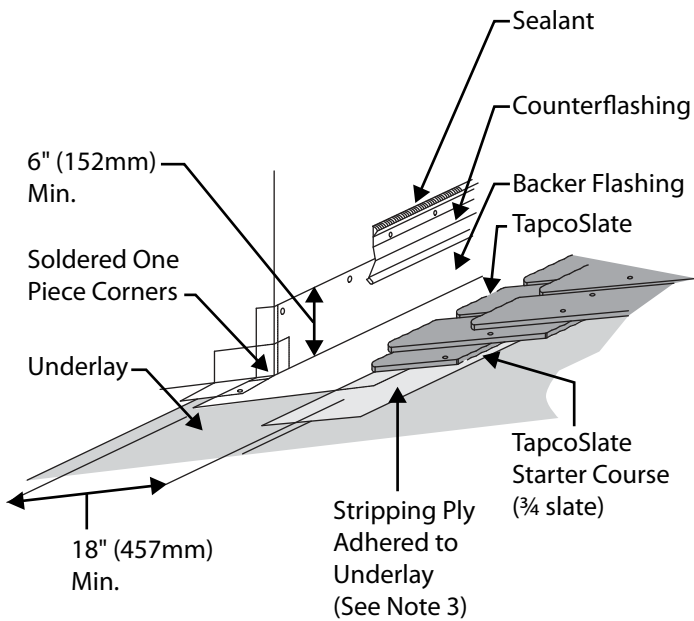 Sealant
Counterflashing
6" (152mm)
Min.
Backer Flashing
TapcoSlate
Soldered One
Piece Corners
Underlay
TapcoSlate
Starter Course
(¾ slate)
Stripping Ply
Adhered to
Underlay
(See Note 3)
18" (457mm)
Min.